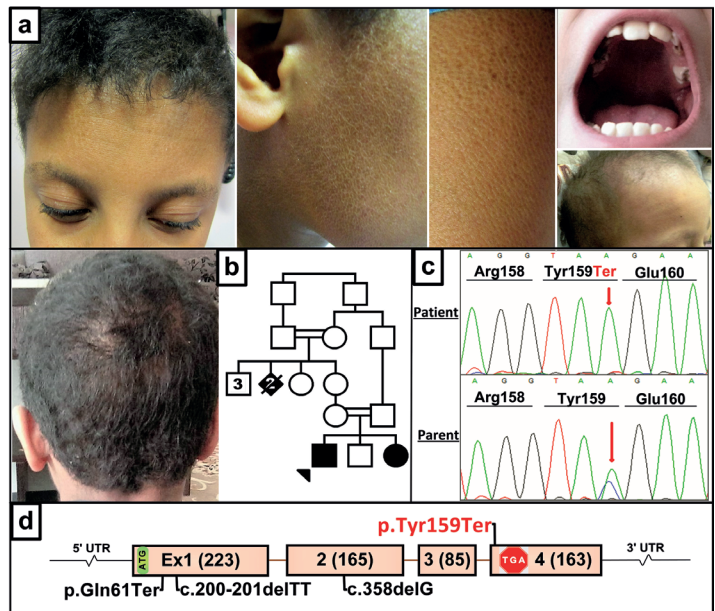 a
b
3
2
c
A G G T A A G A A
Arg158 Tyr159Ter Glu160
Patient
A G G T A A G A A
Arg158 Tyr159 Glu160
Parent
d
p.Tyr159Ter
5' UTR
ATG
Ex1 (223)
2 (165)
3 (85)
TGA
4 (163)
3' UTR
p.Gln61Ter
c.200-201delTT
c.358delG